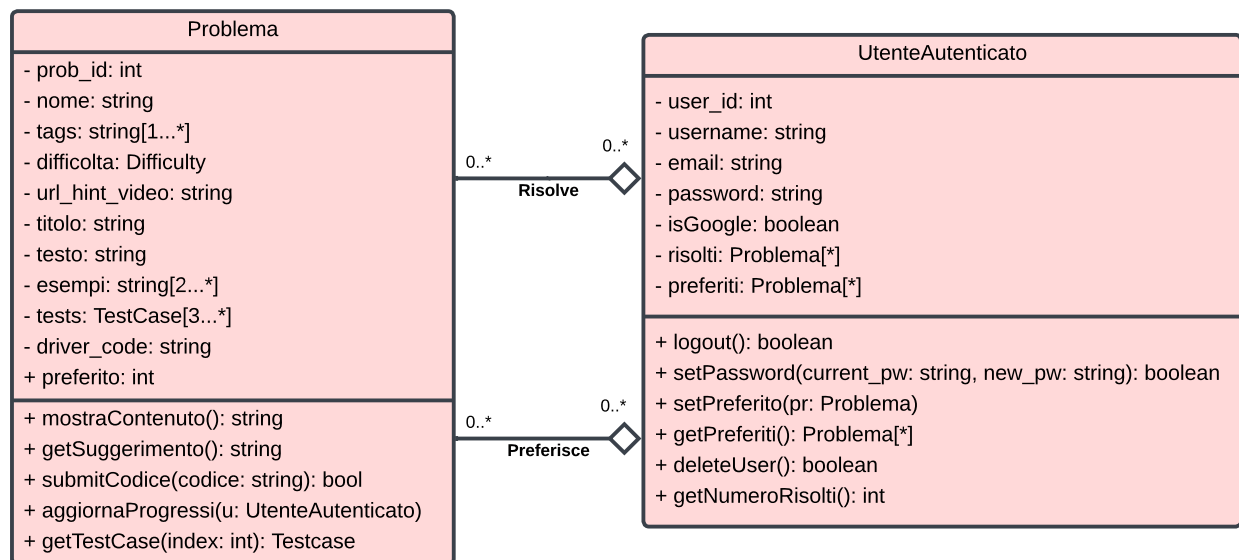 Problema
- prob_id: int
- nome: string
- tags: string[1...*]
- difficolta: Difficulty
- url_hint_video: string
- titolo: string
- testo: string
- esempi: string[2...*]
- tests: TestCase[3...*]
- driver_code: string
+ preferito: int
+ mostraContenuto(): string
+ getSuggerimento(): string
+ submitCodice(codice: string): bool
+ aggiornaProgressi(u: UtenteAutenticato)
+ getTestCase(index: int): Testcase
0..*
0..*
Risolve
0..*
0..*
Preferisce
UtenteAutenticato
- user_id: int
- username: string
- email: string
- password: string
- isGoogle: boolean
- risolti: Problema[*]
- preferiti: Problema[*]
+ logout(): boolean
+ setPassword(current_pw: string, new_pw: string): boolean
+ setPreferito(pr: Problema)
+ getPreferiti(): Problema[*]
+ deleteUser(): boolean
+ getNumeroRisolti(): int